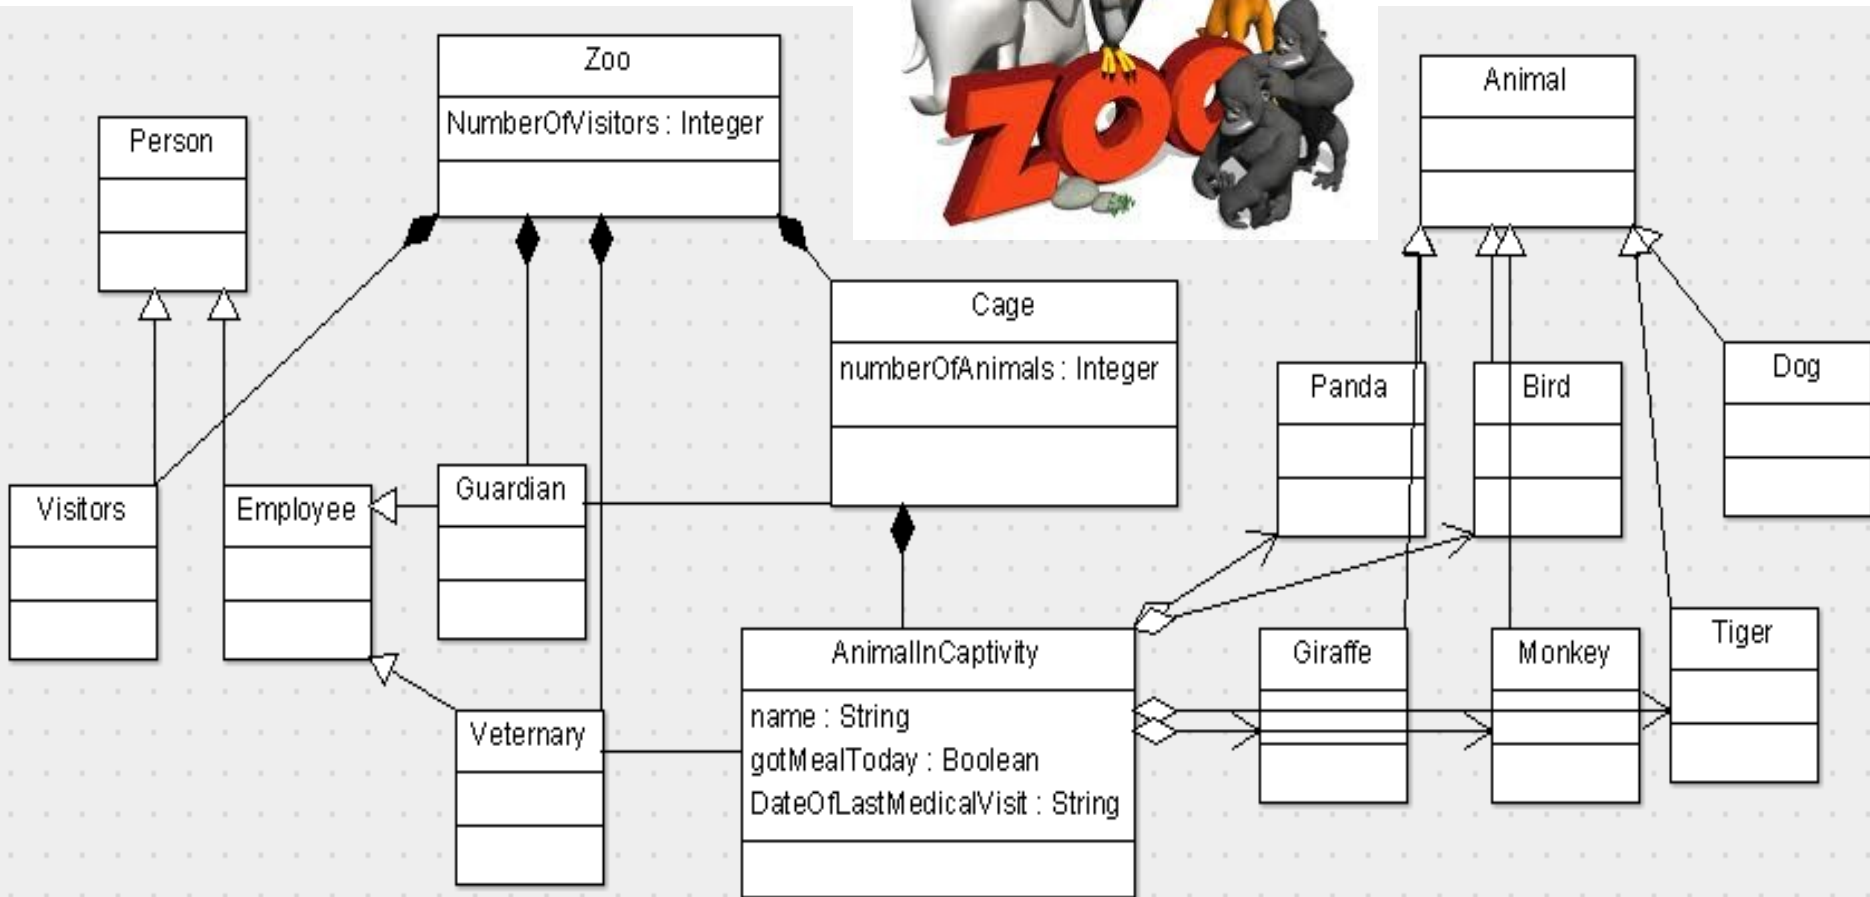 Zoo
NumberOfVisitors : Integer
ZOO
Animal
Person
Cage
numberOfAnimals : Integer
Panda
Bird
Dog
Visitors
Employee
Guardian
AnimalInCaptivity
name : String
gotMealToday : Boolean
DateOfLastMedicalVisit : String
Giraffe
Monkey
Tiger
Veternary